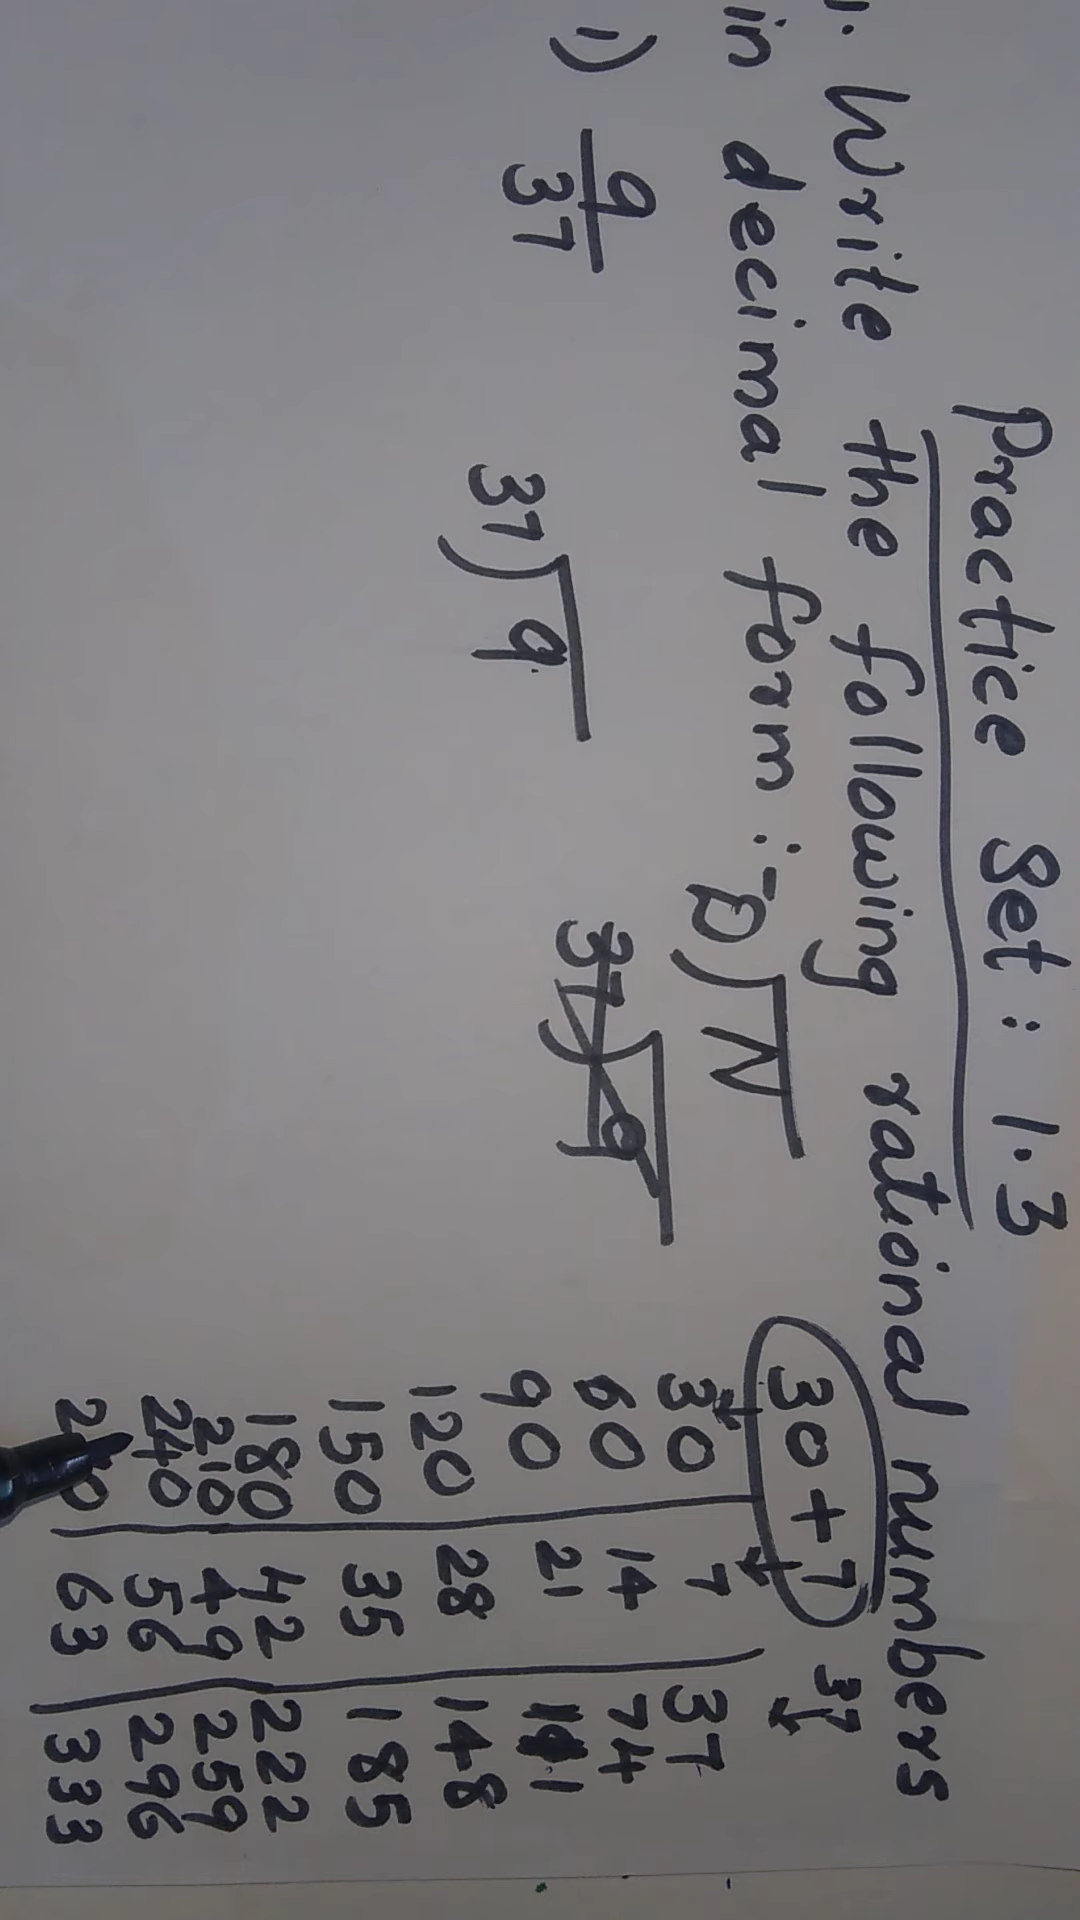 Practice Set : 1.3
1. Write the following rational numbers
in decimal form :-
D) N
30 + 7
37
1) 9/37
37) 9
37) 9.
30 7 37
60 14 74
90 21 111
120 28 148
150 35 185
180 42 222
210 49 259
240 56 296
63 333